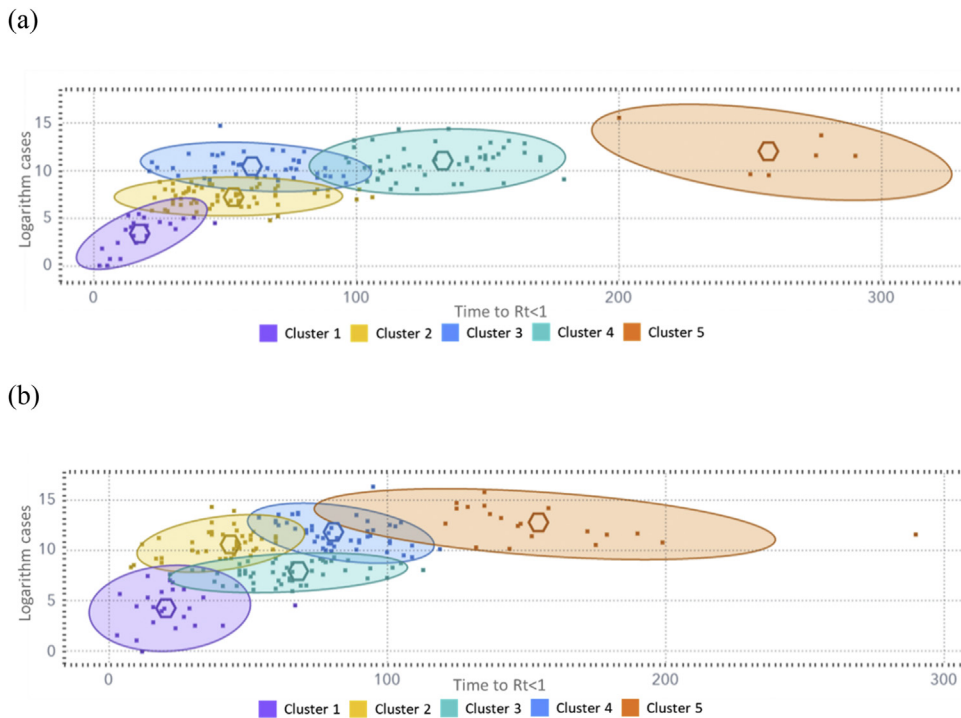 (a)
15
10
5
0
Logarithm cases
0 100 200 300
Time to Rt<1
Cluster 1 Cluster 2 Cluster 3 Cluster 4 Cluster 5
(b)
15
10
5
0
Logarithm cases
0 100 200 300
Time to Rt<1
Cluster 1 Cluster 2 Cluster 3 Cluster 4 Cluster 5